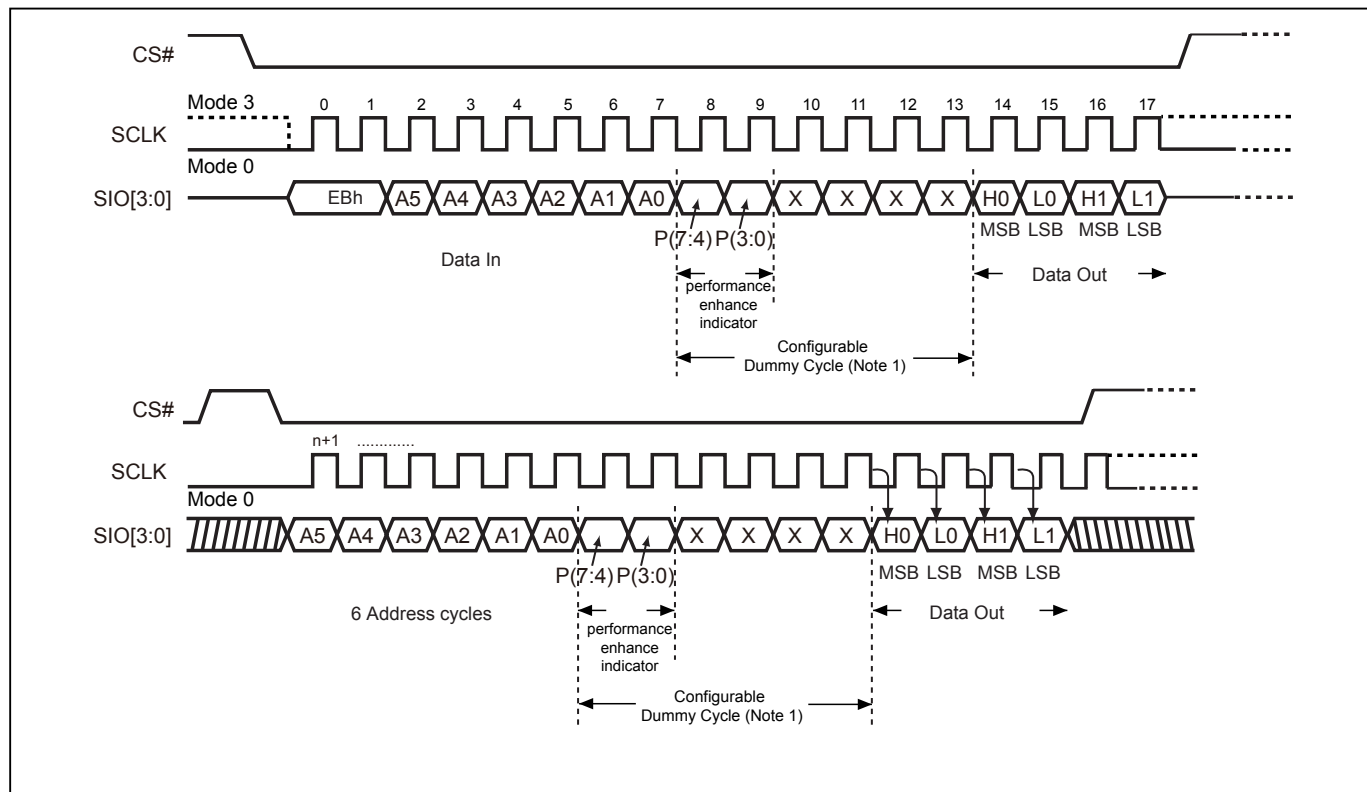 CS#
Mode 3
0 1 2 3 4 5 6 7 8 9 10 11 12 13 14 15 16 17
SCLK
Mode 0
SIO[3:0]
EBh A5 A4 A3 A2 A1 A0 X X X X H0 L0 H1 L1
P(7:4) P(3:0)
MSB LSB MSB LSB
Data In
Data Out
performance
enhance
indicator
Configurable
Dummy Cycle (Note 1)
CS#
n+1 .............
SCLK
Mode 0
SIO[3:0]
A5 A4 A3 A2 A1 A0 X X X X H0 L0 H1 L1
P(7:4) P(3:0)
MSB LSB MSB LSB
6 Address cycles
Data Out
performance
enhance
indicator
Configurable
Dummy Cycle (Note 1)